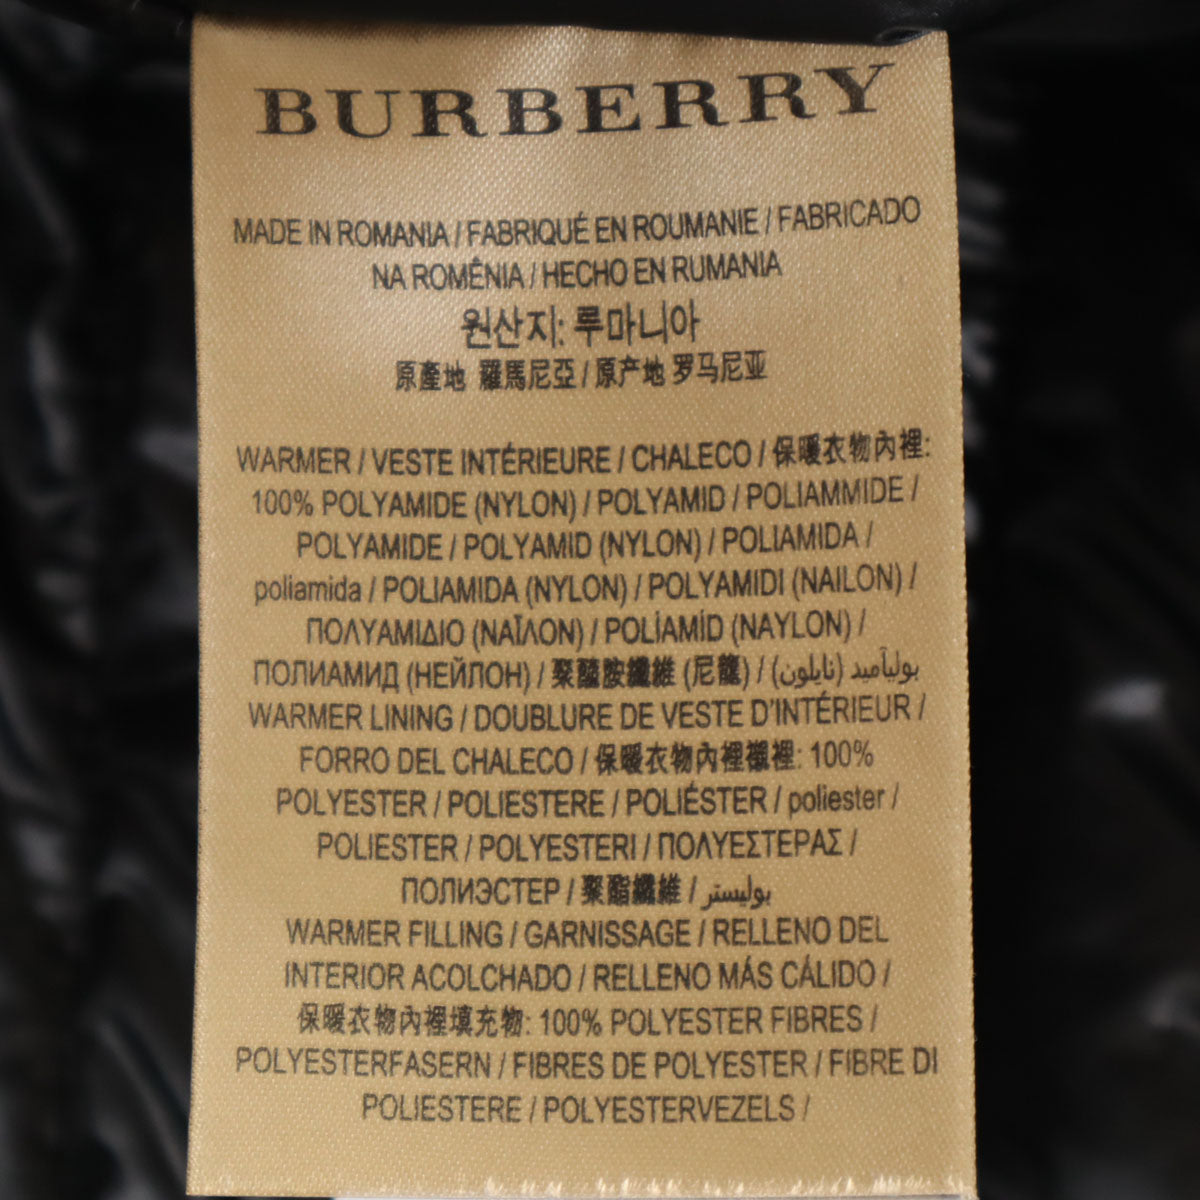 BURBERRY
MADE IN ROMANIA / FABRIQUÉ EN ROUMANIE / FABRICADO
NA ROMÊNIA / HECHO EN RUMANIA
원산지: 루마니아
原產地 羅馬尼亞 / 原产地 罗马尼亚
WARMER / VESTE INTÉRIEURE / CHALECO / 保暖衣物內裡:
100% POLYAMIDE (NYLON) / POLYAMID / POLIAMMIDE /
POLYAMIDE / POLYAMID (NYLON) / POLIAMIDA /
poliamida / POLIAMIDA (NYLON) / POLYAMIDI (NAILON) /
ΠΟΛΥΑΜΙΔΙΟ (ΝΑΪΛΟΝ) / POLİAMİD (NAYLON) /
ПОЛИАМИД (НЕЙЛОН) / 聚醯胺纖維 (尼龍) / بوليآميد (نايلون)
WARMER LINING / DOUBLURE DE VESTE D'INTÉRIEUR /
FORRO DEL CHALECO / 保暖衣物內裡襯裡: 100%
POLYESTER / POLIESTERE / POLIÉSTER / poliester /
POLIESTER / POLYESTERI / ΠΟΛΥΕΣΤΕΡΑΣ /
ПОЛИЭСТЕР / 聚酯纖維 / بوليستر
WARMER FILLING / GARNISSAGE / RELLENO DEL
INTERIOR ACOLCHADO / RELLENO MÁS CÁLIDO /
保暖衣物內裡填充物: 100% POLYESTER FIBRES /
POLYESTERFASERN / FIBRES DE POLYESTER / FIBRE DI
POLIESTERE / POLYESTERVEZELS /